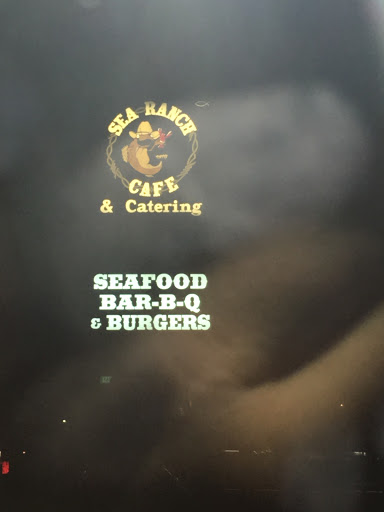 SEA RANCH
CAFE
& Catering
SEAFOOD
BAR-B-Q
& BURGERS